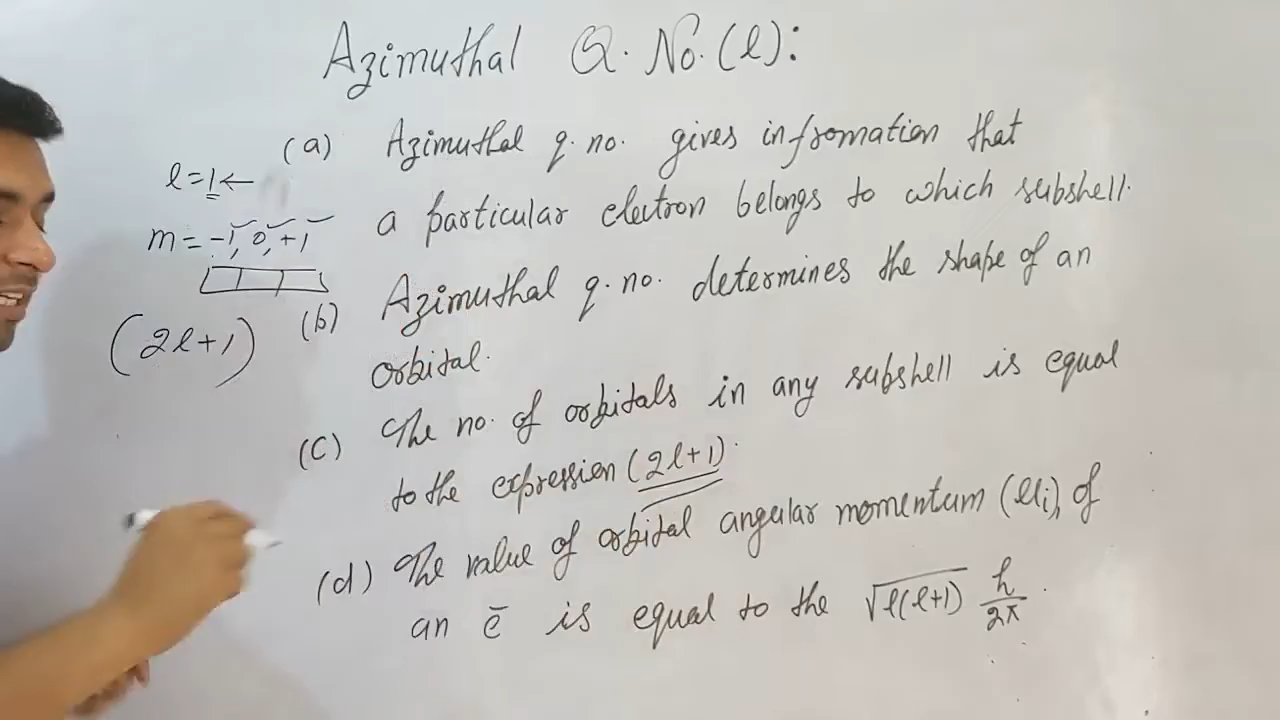 Azimuthal Q. No. (l):
(a) Azimuthal q. no. gives infromation that
a particular electron belongs to which subshell.
(b) Azimuthal q. no. determines the shape of an
orbital.
(c) The no. of orbitals in any subshell is equal
to the expression (2l+1).
(d) The value of orbital angular momentum (μi) of
an ē is equal to the √l(l+1) h/2π.
l=1←
m = -1, 0, +1
(2l+1)